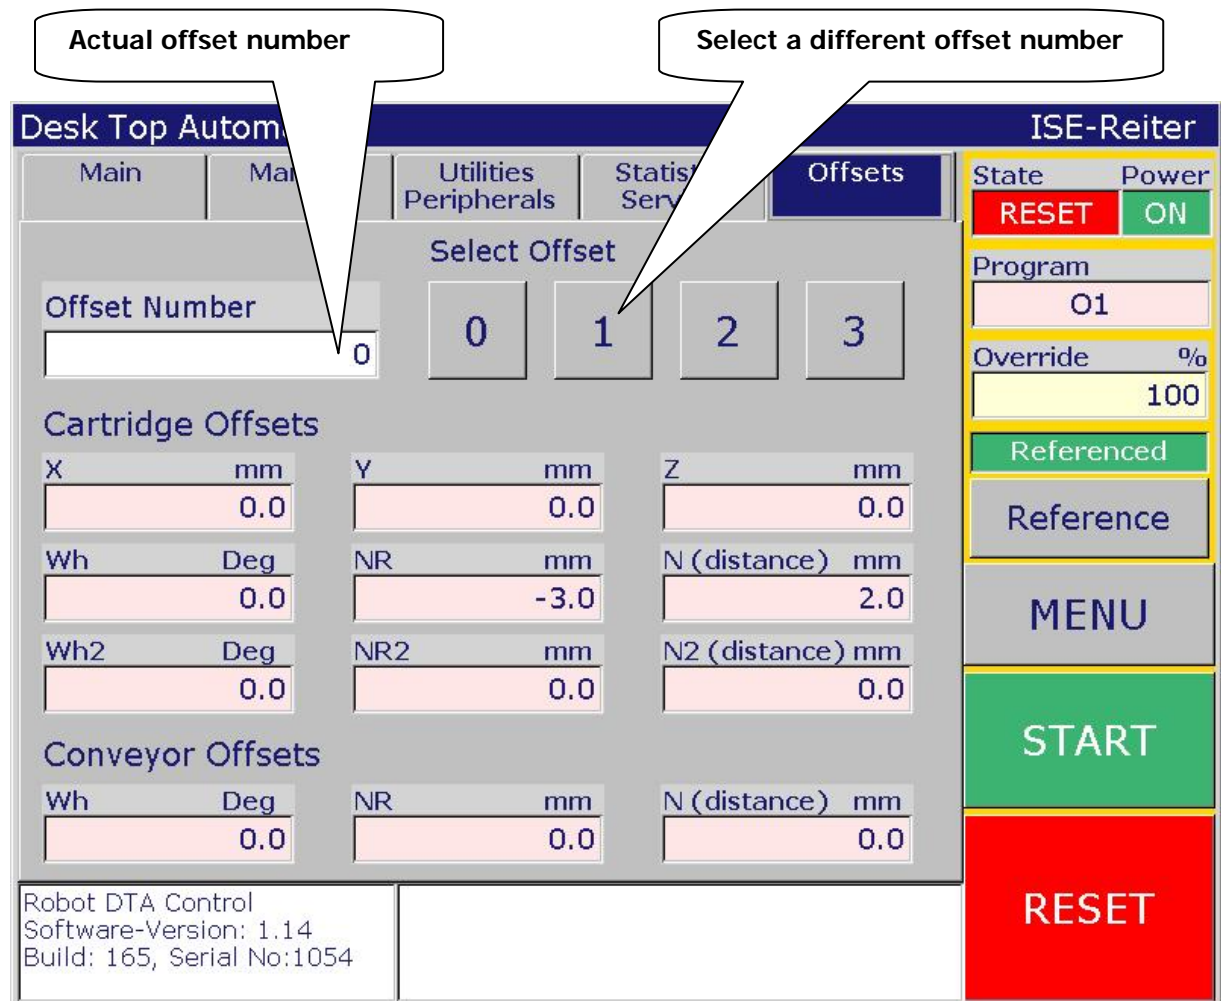 Actual offset number
Select a different offset number
Desk Top
ISE-Reiter
Main
Utilities
Peripherals
Offsets
State Power
RESET ON
Select Offset
Program
O1
Offset Number
0
0 1 2 3
Override %
100
Cartridge Offsets
Referenced
Reference
X mm Y mm Z mm
0.0 0.0 0.0
Wh Deg NR mm N (distance) mm
0.0 -3.0 2.0
MENU
Wh2 Deg NR2 mm N2 (distance) mm
0.0 0.0 0.0
START
Conveyor Offsets
Wh Deg NR mm N (distance) mm
0.0 0.0 0.0
RESET
Robot DTA Control
Software-Version: 1.14
Build: 165, Serial No:1054